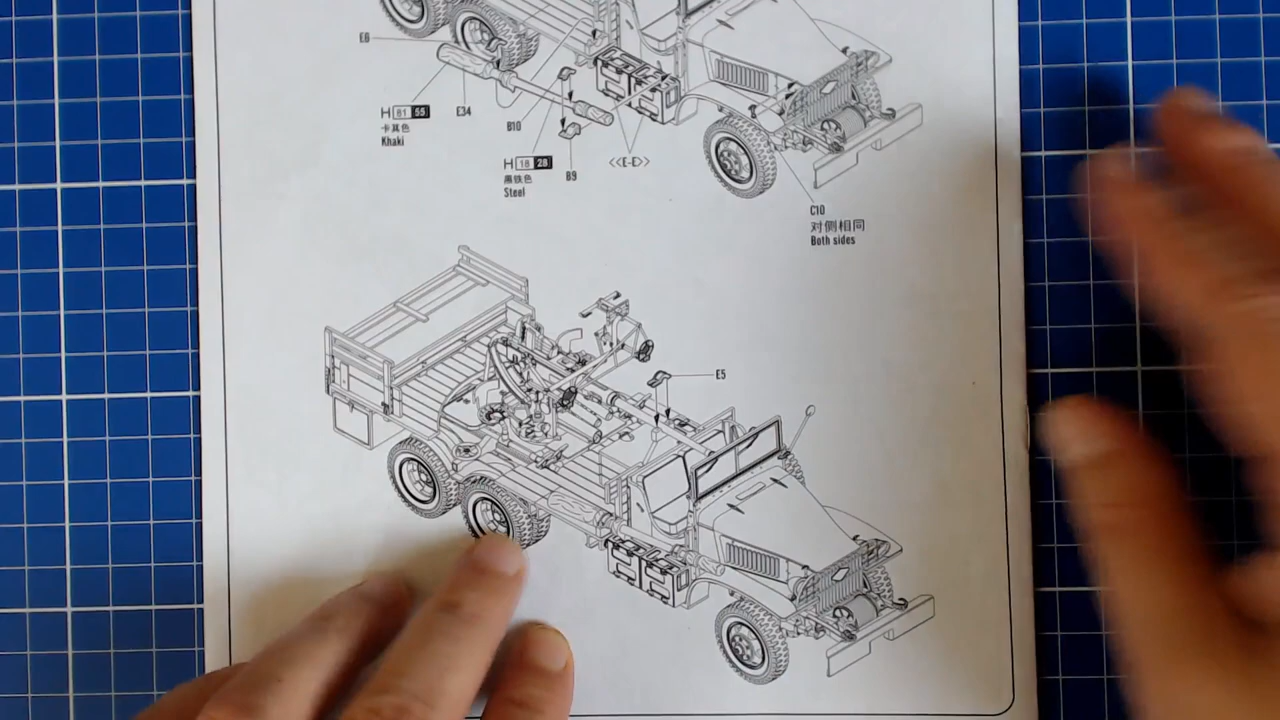 E6
H 81 55
卡其色
Khaki
E34
B10
H 18 28
黑铁色
Steel
B9
<<E-E>>
C10
对侧相同
Both sides
E5